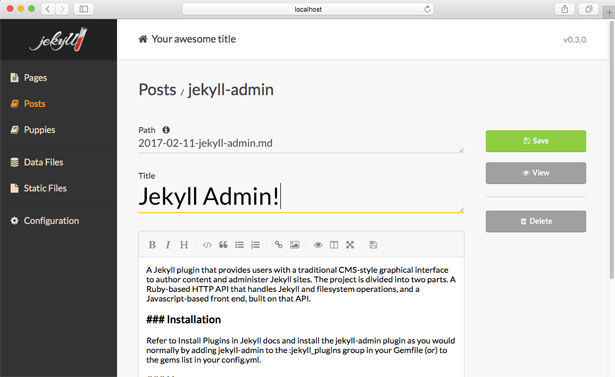 localhost
jekyll
Your awesome title
v0.3.0
Pages
Posts
Puppies
Data Files
Static Files
Configuration
Posts / jekyll-admin
Path
2017-02-11-jekyll-admin.md
Title
Jekyll Admin!
Save
View
Delete
B I H
A Jekyll plugin that provides users with a traditional CMS-style graphical interface
to author content and administer Jekyll sites. The project is divided into two parts. A
Ruby-based HTTP API that handles Jekyll and filesystem operations, and a
Javascript-based front end, built on that API.
### Installation
Refer to Install Plugins in Jekyll docs and install the jekyll-admin plugin as you would
normally by adding jekyll-admin to the :jekyll_plugins group in your Gemfile (or) to
the gems list in your config.yml.